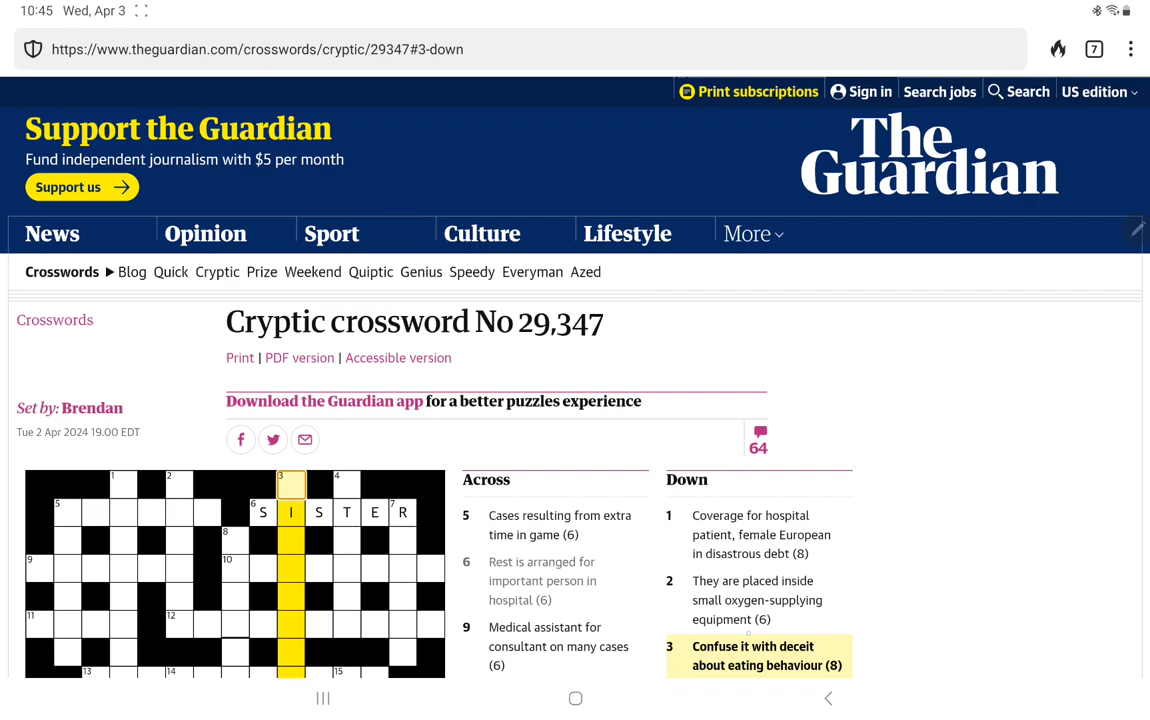 10:45 Wed, Apr 3
https://www.theguardian.com/crosswords/cryptic/29347#3-down
7
Print subscriptions
Sign in
Search jobs
Search
US edition
Support the Guardian
Fund independent journalism with $5 per month
Support us
The
Guardian
News
Opinion
Sport
Culture
Lifestyle
More
Crosswords
Blog Quick Cryptic Prize Weekend Quiptic Genius Speedy Everyman Azed
Crosswords
Cryptic crossword No 29,347
Print | PDF version | Accessible version
Set by: Brendan
Tue 2 Apr 2024 19.00 EDT
Download the Guardian app for a better puzzles experience
64
1 2 3 4
5 6 S I S T E 7 R
8
9 10
11 12
13 14 15
Across
5 Cases resulting from extra
time in game (6)
6 Rest is arranged for
important person in
hospital (6)
9 Medical assistant for
consultant on many cases
(6)
Down
1 Coverage for hospital
patient, female European
in disastrous debt (8)
2 They are placed inside
small oxygen-supplying
equipment (6)
3 Confuse it with deceit
about eating behaviour (8)